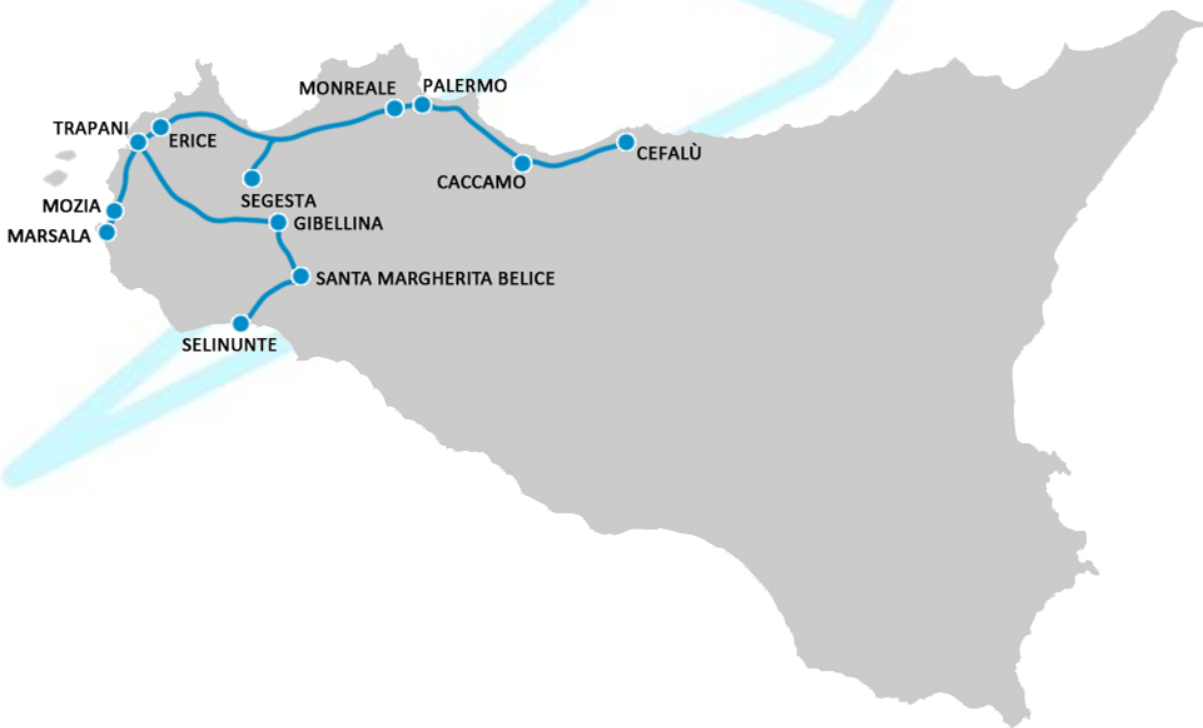 MONREALE
PALERMO
TRAPANI
ERICE
CEFALÙ
CACCAMO
SEGESTA
MOZIA
GIBELLINA
MARSALA
SANTA MARGHERITA BELICE
SELINUNTE